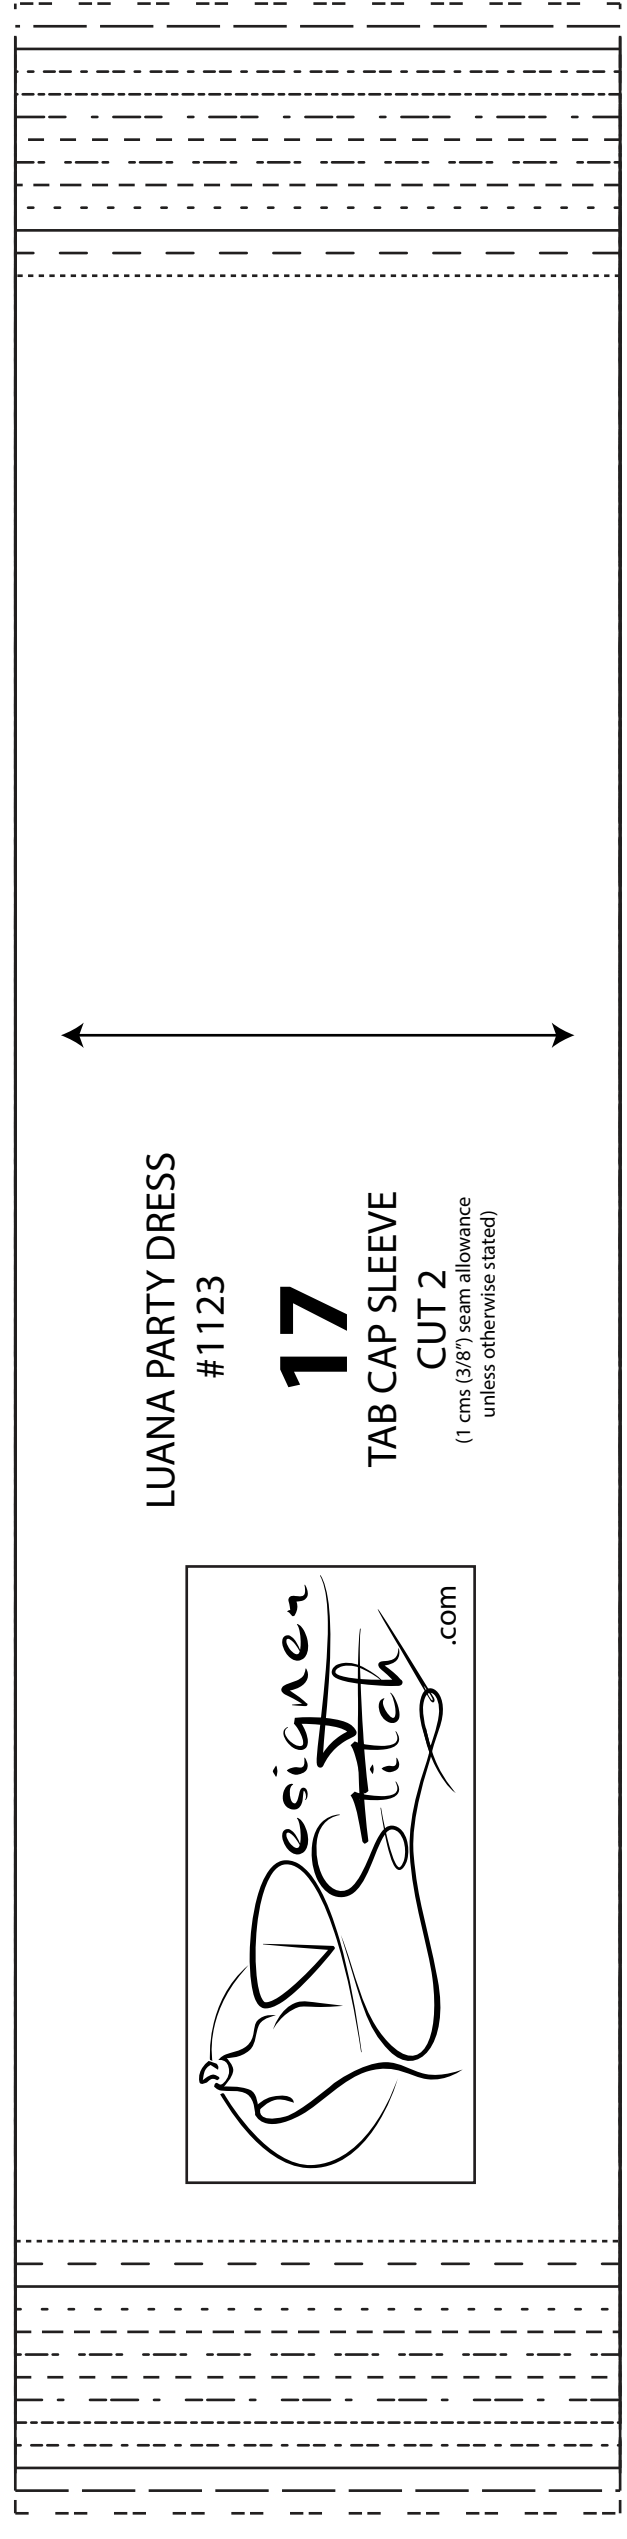 LUANA PARTY DRESS
#1123
17
TAB CAP SLEEVE
CUT 2
(1 cms (3/8") seam allowance
unless otherwise stated)
Designer
Stitch
.com